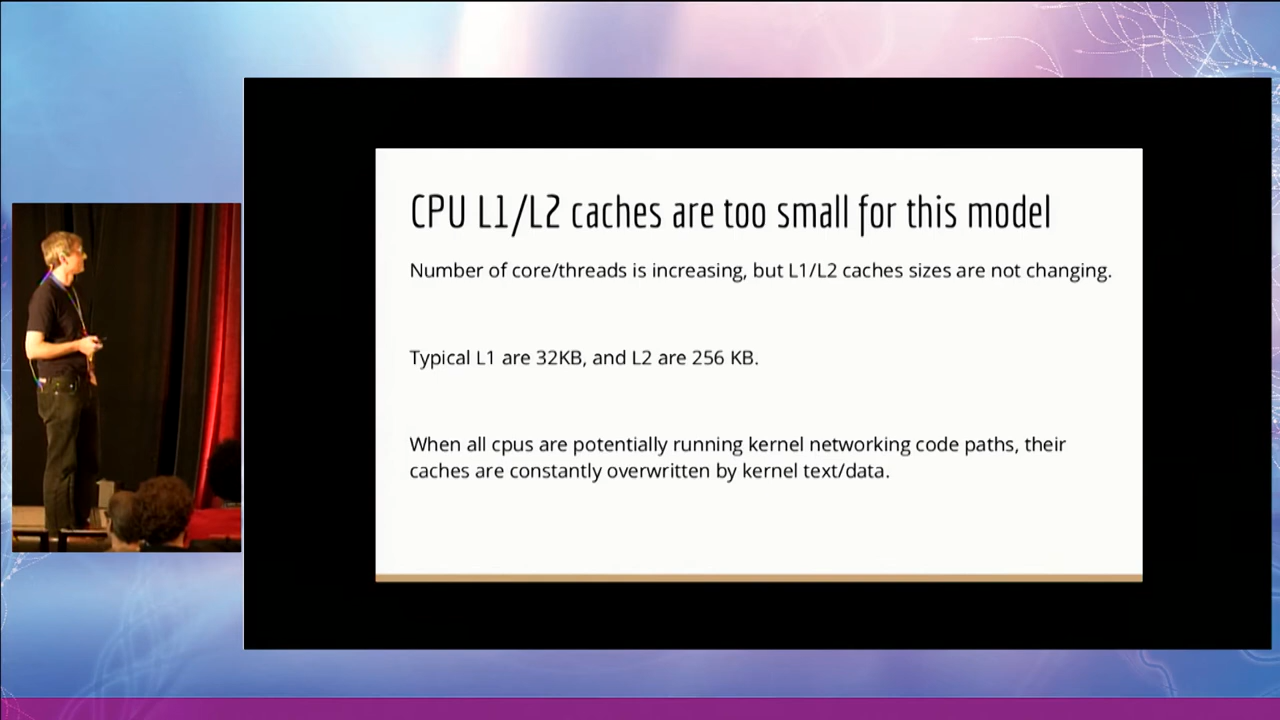 CPU L1/L2 caches are too small for this model
Number of core/threads is increasing, but L1/L2 caches sizes are not changing.
Typical L1 are 32KB, and L2 are 256 KB.
When all cpus are potentially running kernel networking code paths, their
caches are constantly overwritten by kernel text/data.